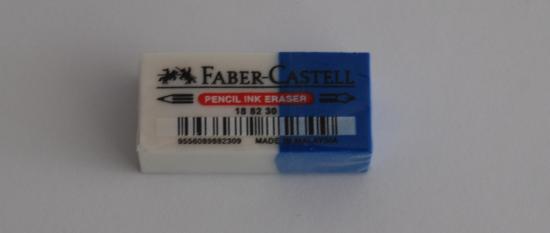 FABER-CASTELL
PENCIL INK ERASER
18 82 30
9556089882309 MADE IN MALAYSIA